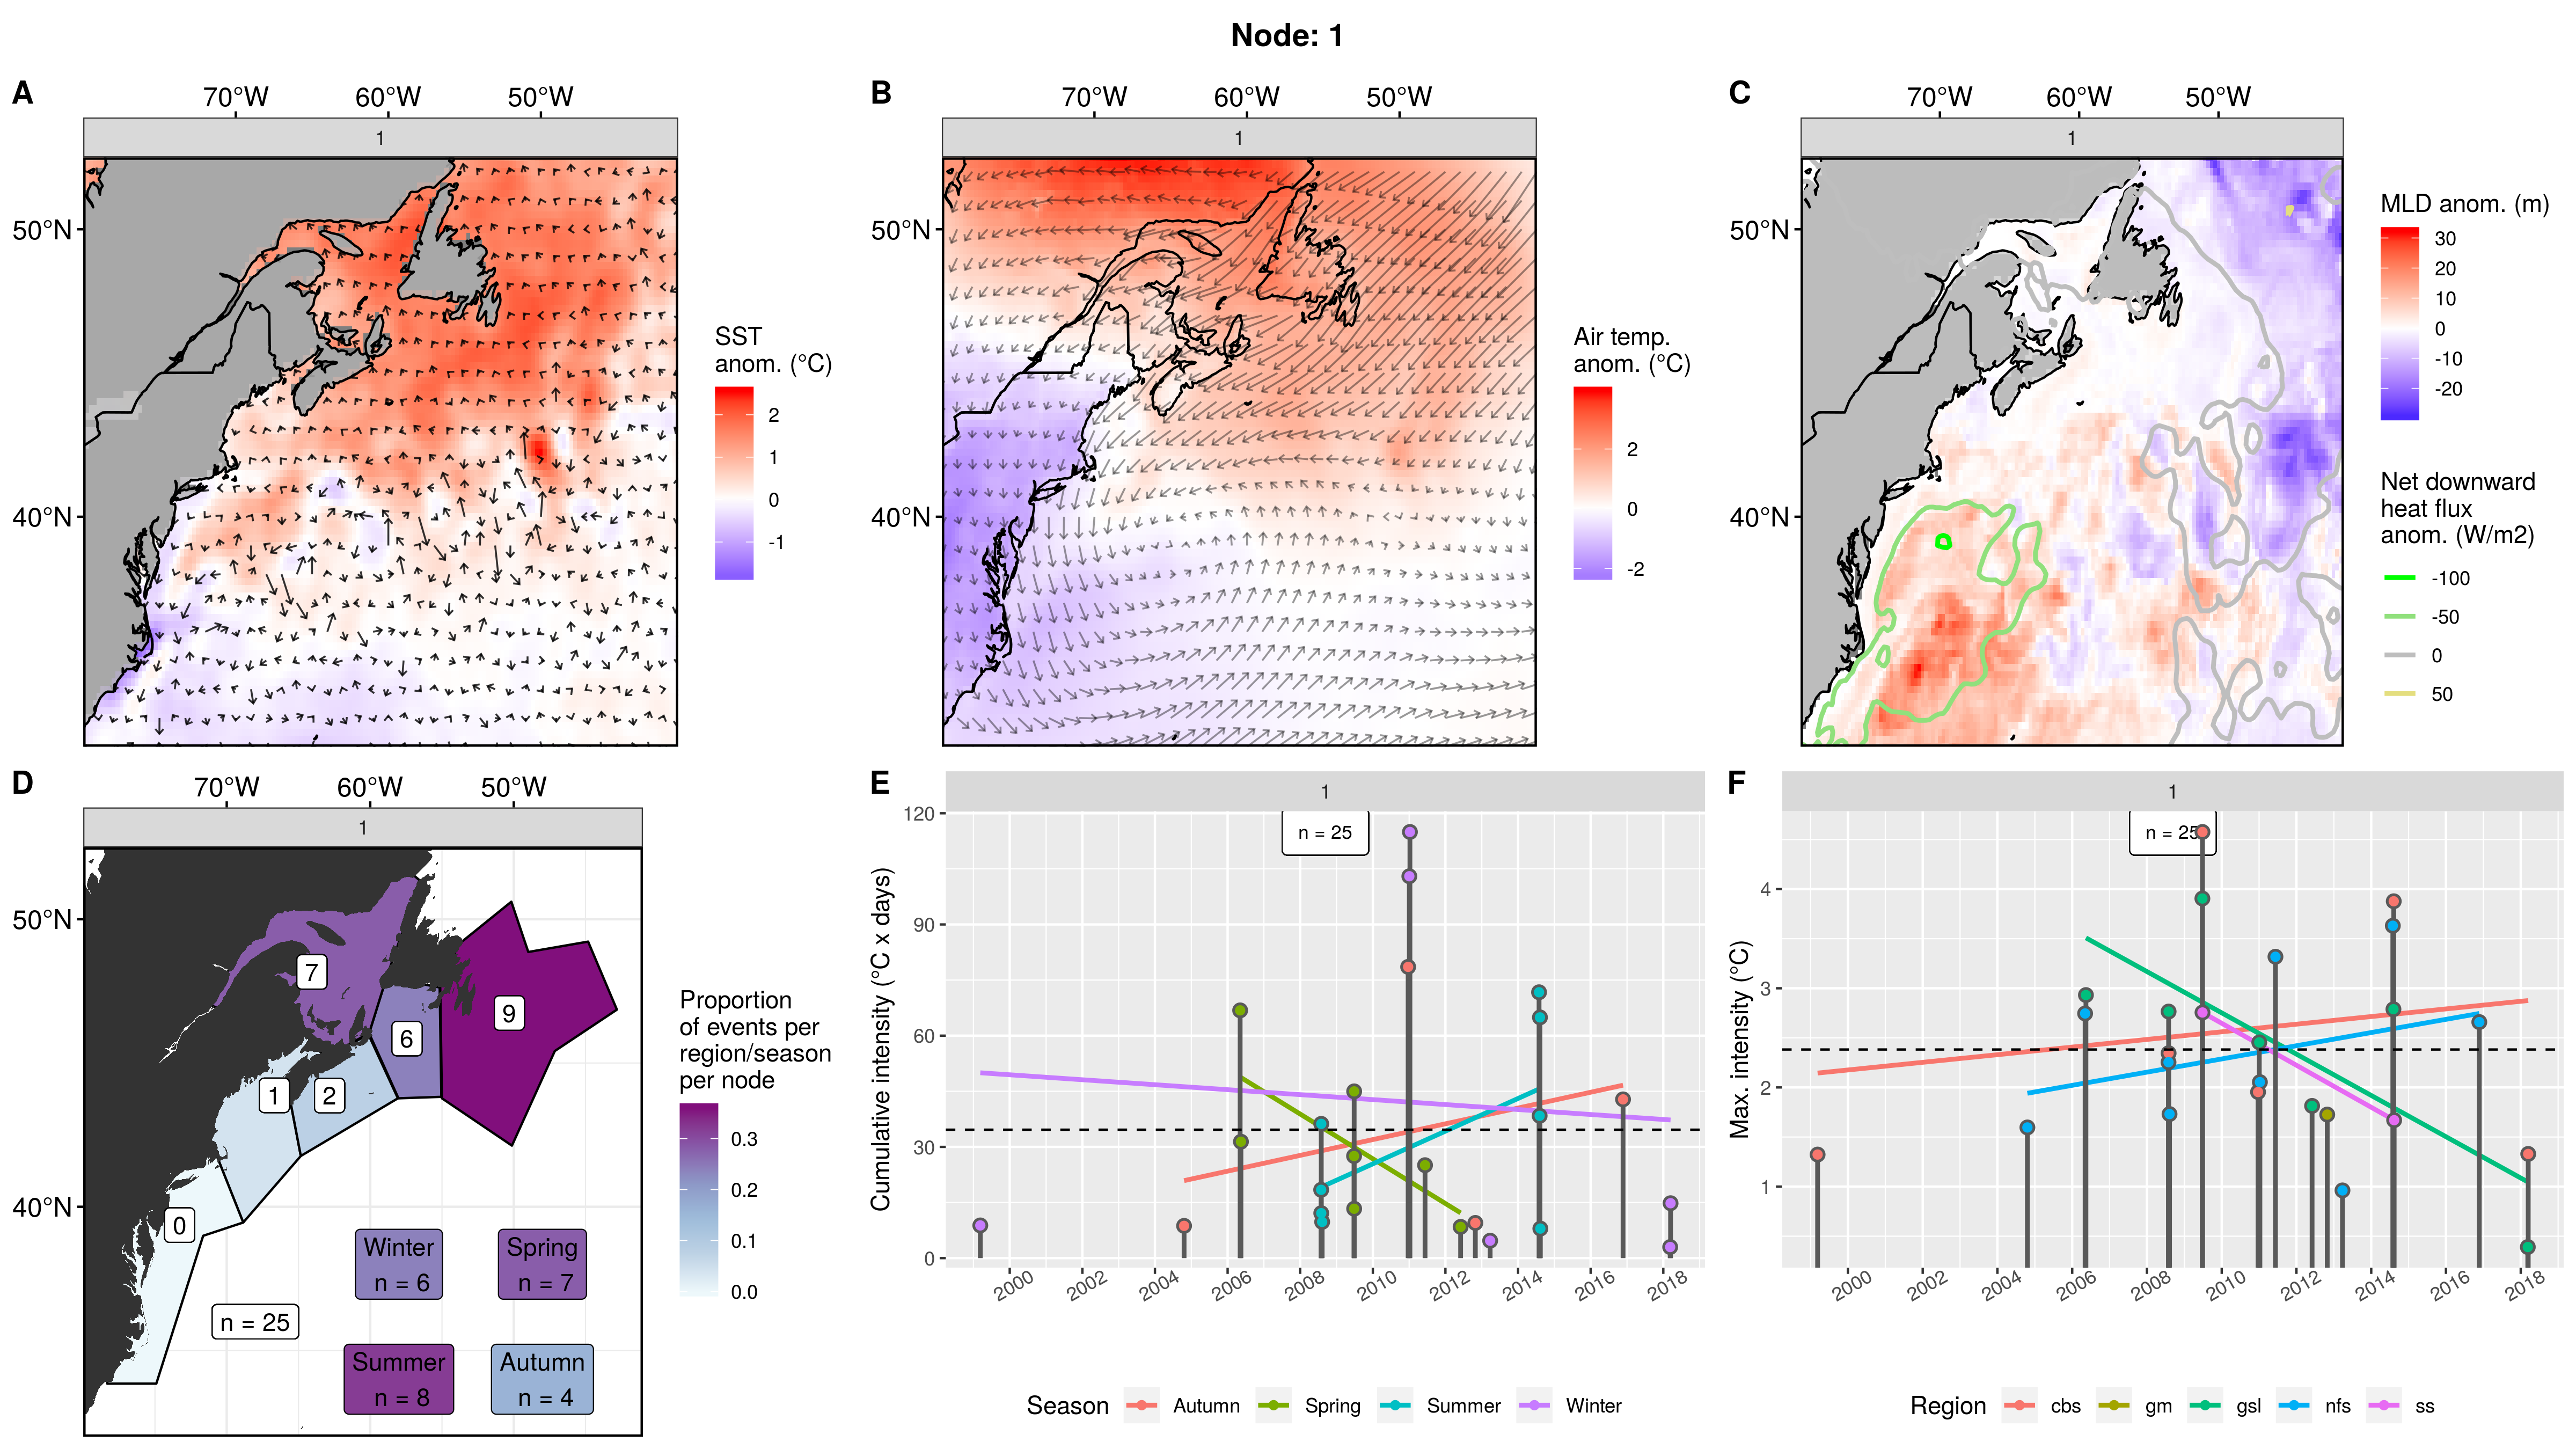 Node: 1
A
70°W 60°W 50°W
1
50°N
40°N
SST
anom. (°C)
2
1
0
-1
B
70°W 60°W 50°W
1
50°N
40°N
Air temp.
anom. (°C)
2
0
-2
C
70°W 60°W 50°W
1
50°N
40°N
MLD anom. (m)
30
20
10
0
-10
-20
Net downward
heat flux
anom. (W/m2)
-100
-50
0
50
D
70°W 60°W 50°W
1
50°N
40°N
7
9
6
1
2
0
Winter
n = 6
Spring
n = 7
n = 25
Summer
n = 8
Autumn
n = 4
Proportion
of events per
region/season
per node
0.3
0.2
0.1
0.0
E
1
n = 25
Cumulative intensity (°C x days)
120
90
60
30
0
2000 2002 2004 2006 2008 2010 2012 2014 2016 2018
Season Autumn Spring Summer Winter
F
1
n = 25
Max. intensity (°C)
4
3
2
1
2000 2002 2004 2006 2008 2010 2012 2014 2016 2018
Region cbs gm gsl nfs ss